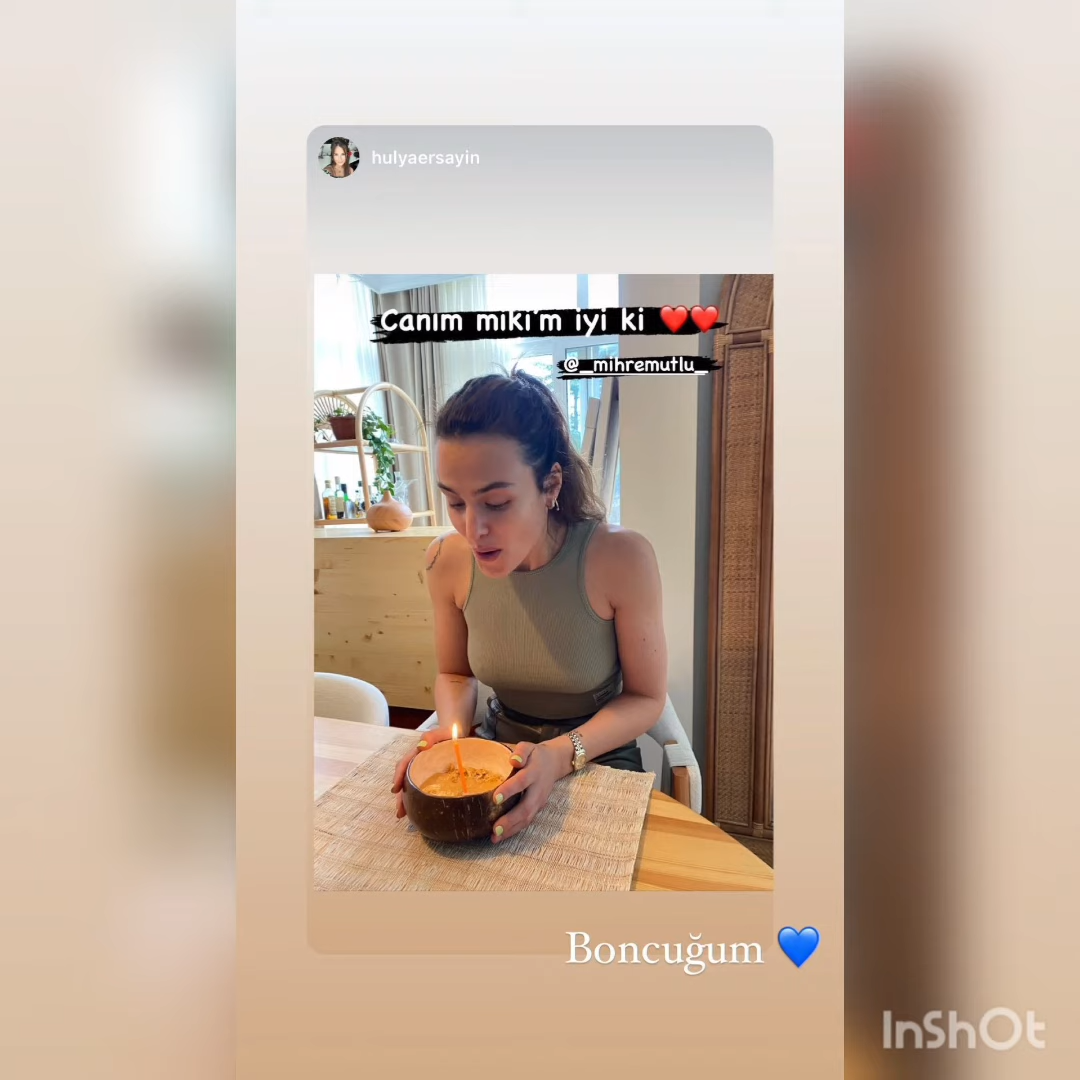 hulyaersayin
Canım miki'm iyi ki ❤️❤️
@_mihremutlu_
Boncuğum 💙
InShOt